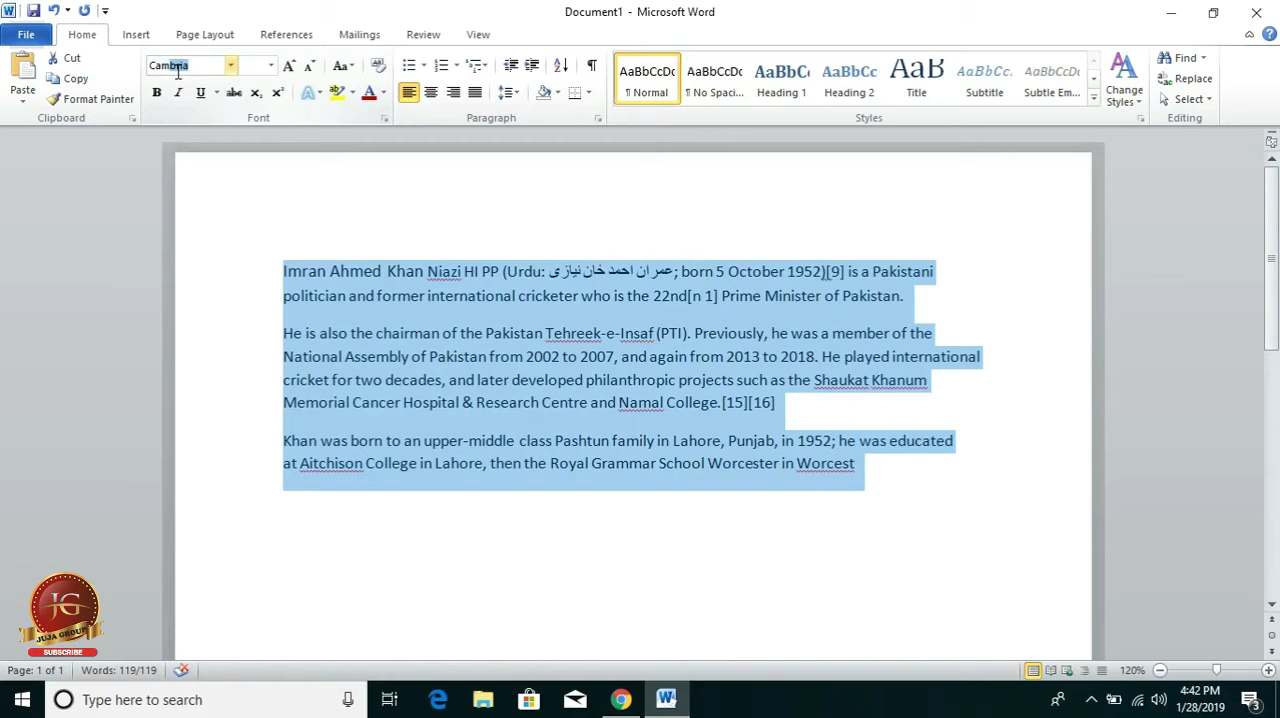 Document1 - Microsoft Word
File Home Insert Page Layout References Mailings Review View
Cut
Copy
Format Painter
Paste
Clipboard
Cambria
Font
Paragraph
AaBbCcDc AaBbCcDc AaBbCc AaBbCc AaB AaBbCc. AaBbCcDc
¶ Normal ¶ No Spaci... Heading 1 Heading 2 Title Subtitle Subtle Em...
Styles
Change Styles
Find
Replace
Select
Editing
Imran Ahmed Khan Niazi HI PP (Urdu: عمران احمد خان نیازی; born 5 October 1952)[9] is a Pakistani
politician and former international cricketer who is the 22nd[n 1] Prime Minister of Pakistan.
He is also the chairman of the Pakistan Tehreek-e-Insaf (PTI). Previously, he was a member of the
National Assembly of Pakistan from 2002 to 2007, and again from 2013 to 2018. He played international
cricket for two decades, and later developed philanthropic projects such as the Shaukat Khanum
Memorial Cancer Hospital & Research Centre and Namal College.[15][16]
Khan was born to an upper-middle class Pashtun family in Lahore, Punjab, in 1952; he was educated
at Aitchison College in Lahore, then the Royal Grammar School Worcester in Worcest
JG
JUJA GROUP
SUBSCRIBE
Page: 1 of 1 Words: 119/119 120%
Type here to search
4:42 PM
1/28/2019
3